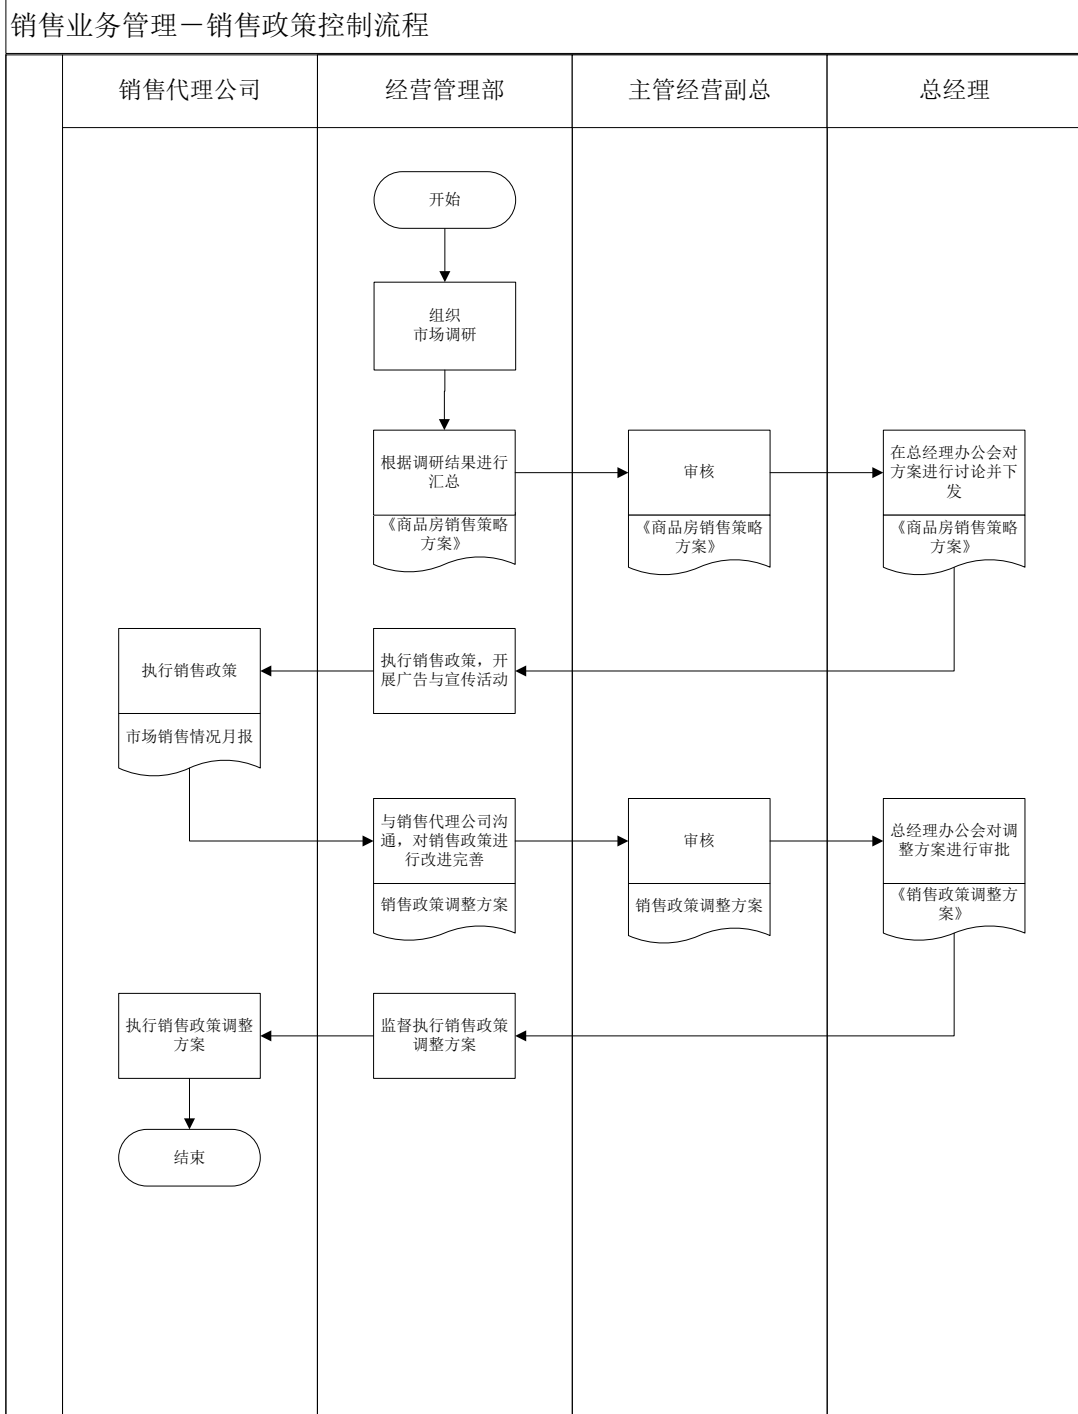 销售业务管理－销售政策控制流程
销售代理公司
经营管理部
主管经营副总
总经理
开始
组织
市场调研
根据调研结果进行
汇总
《商品房销售策略
方案》
审核
《商品房销售策略
方案》
在总经理办公会对
方案进行讨论并下
发
《商品房销售策略
方案》
执行销售政策
市场销售情况月报
执行销售政策，开
展广告与宣传活动
与销售代理公司沟
通，对销售政策进
行改进完善
销售政策调整方案
审核
销售政策调整方案
总经理办公会对调
整方案进行审批
《销售政策调整方
案》
执行销售政策调整
方案
监督执行销售政策
调整方案
结束